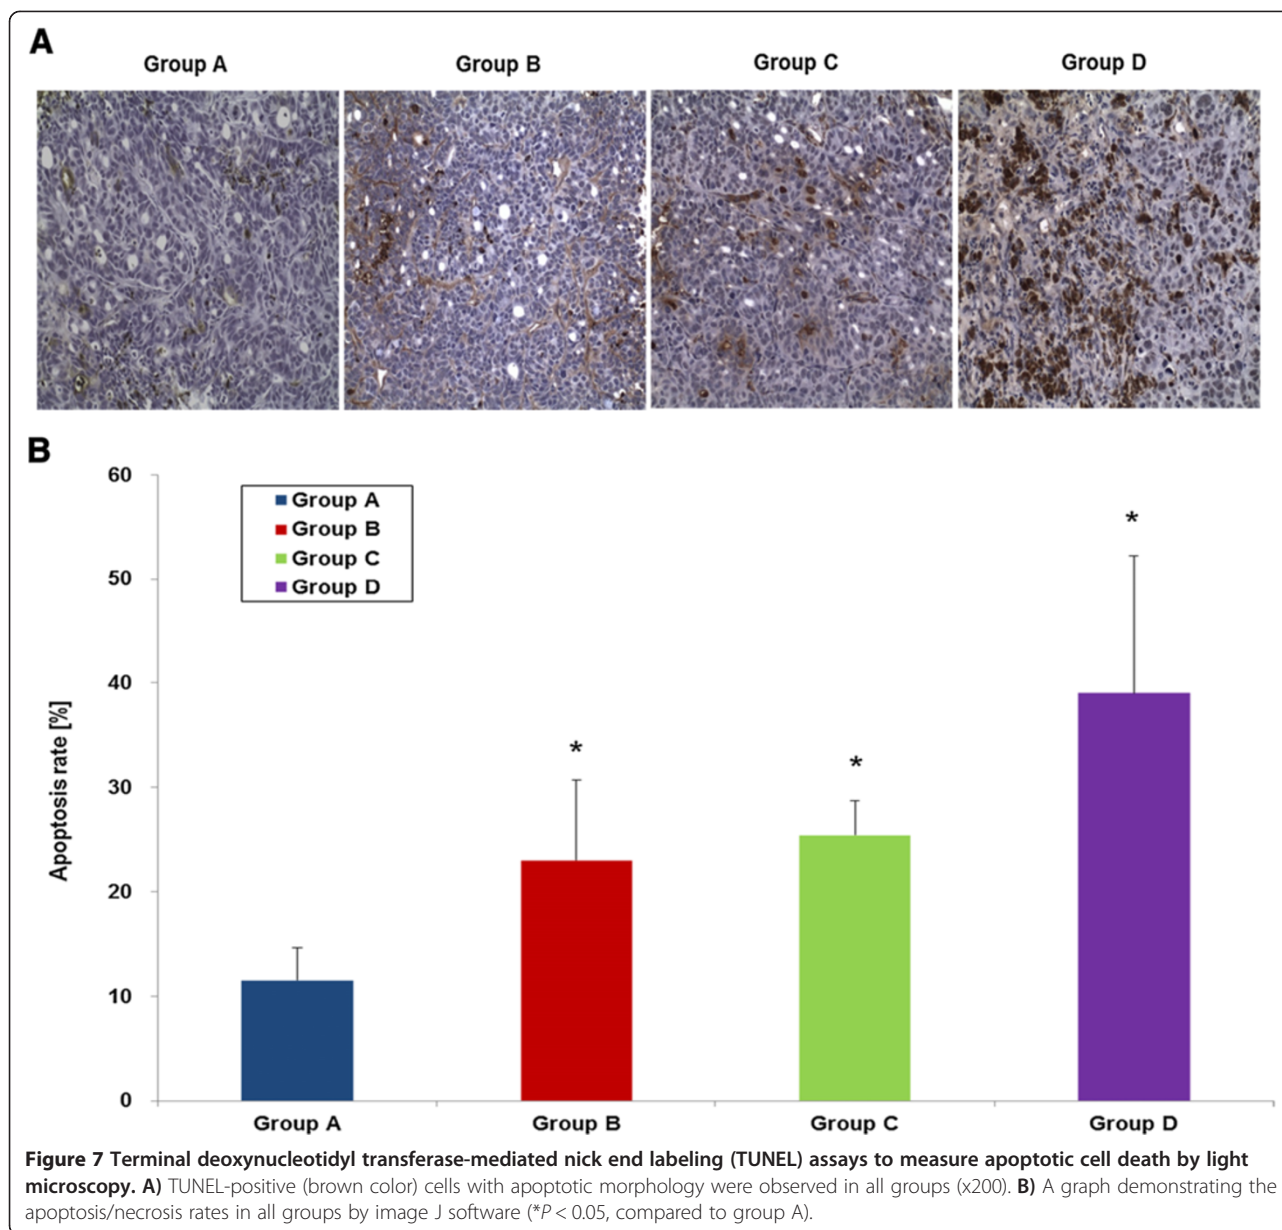 A
Group A Group B Group C Group D
B
60
50
40
30
20
10
0
Apoptosis rate [%]
Group A
Group B
Group C
Group D
*
*
*
Group A Group B Group C Group D
Figure 7 Terminal deoxynucleotidyl transferase-mediated nick end labeling (TUNEL) assays to measure apoptotic cell death by light
microscopy. A) TUNEL-positive (brown color) cells with apoptotic morphology were observed in all groups (x200). B) A graph demonstrating the
apoptosis/necrosis rates in all groups by image J software (*P < 0.05, compared to group A).